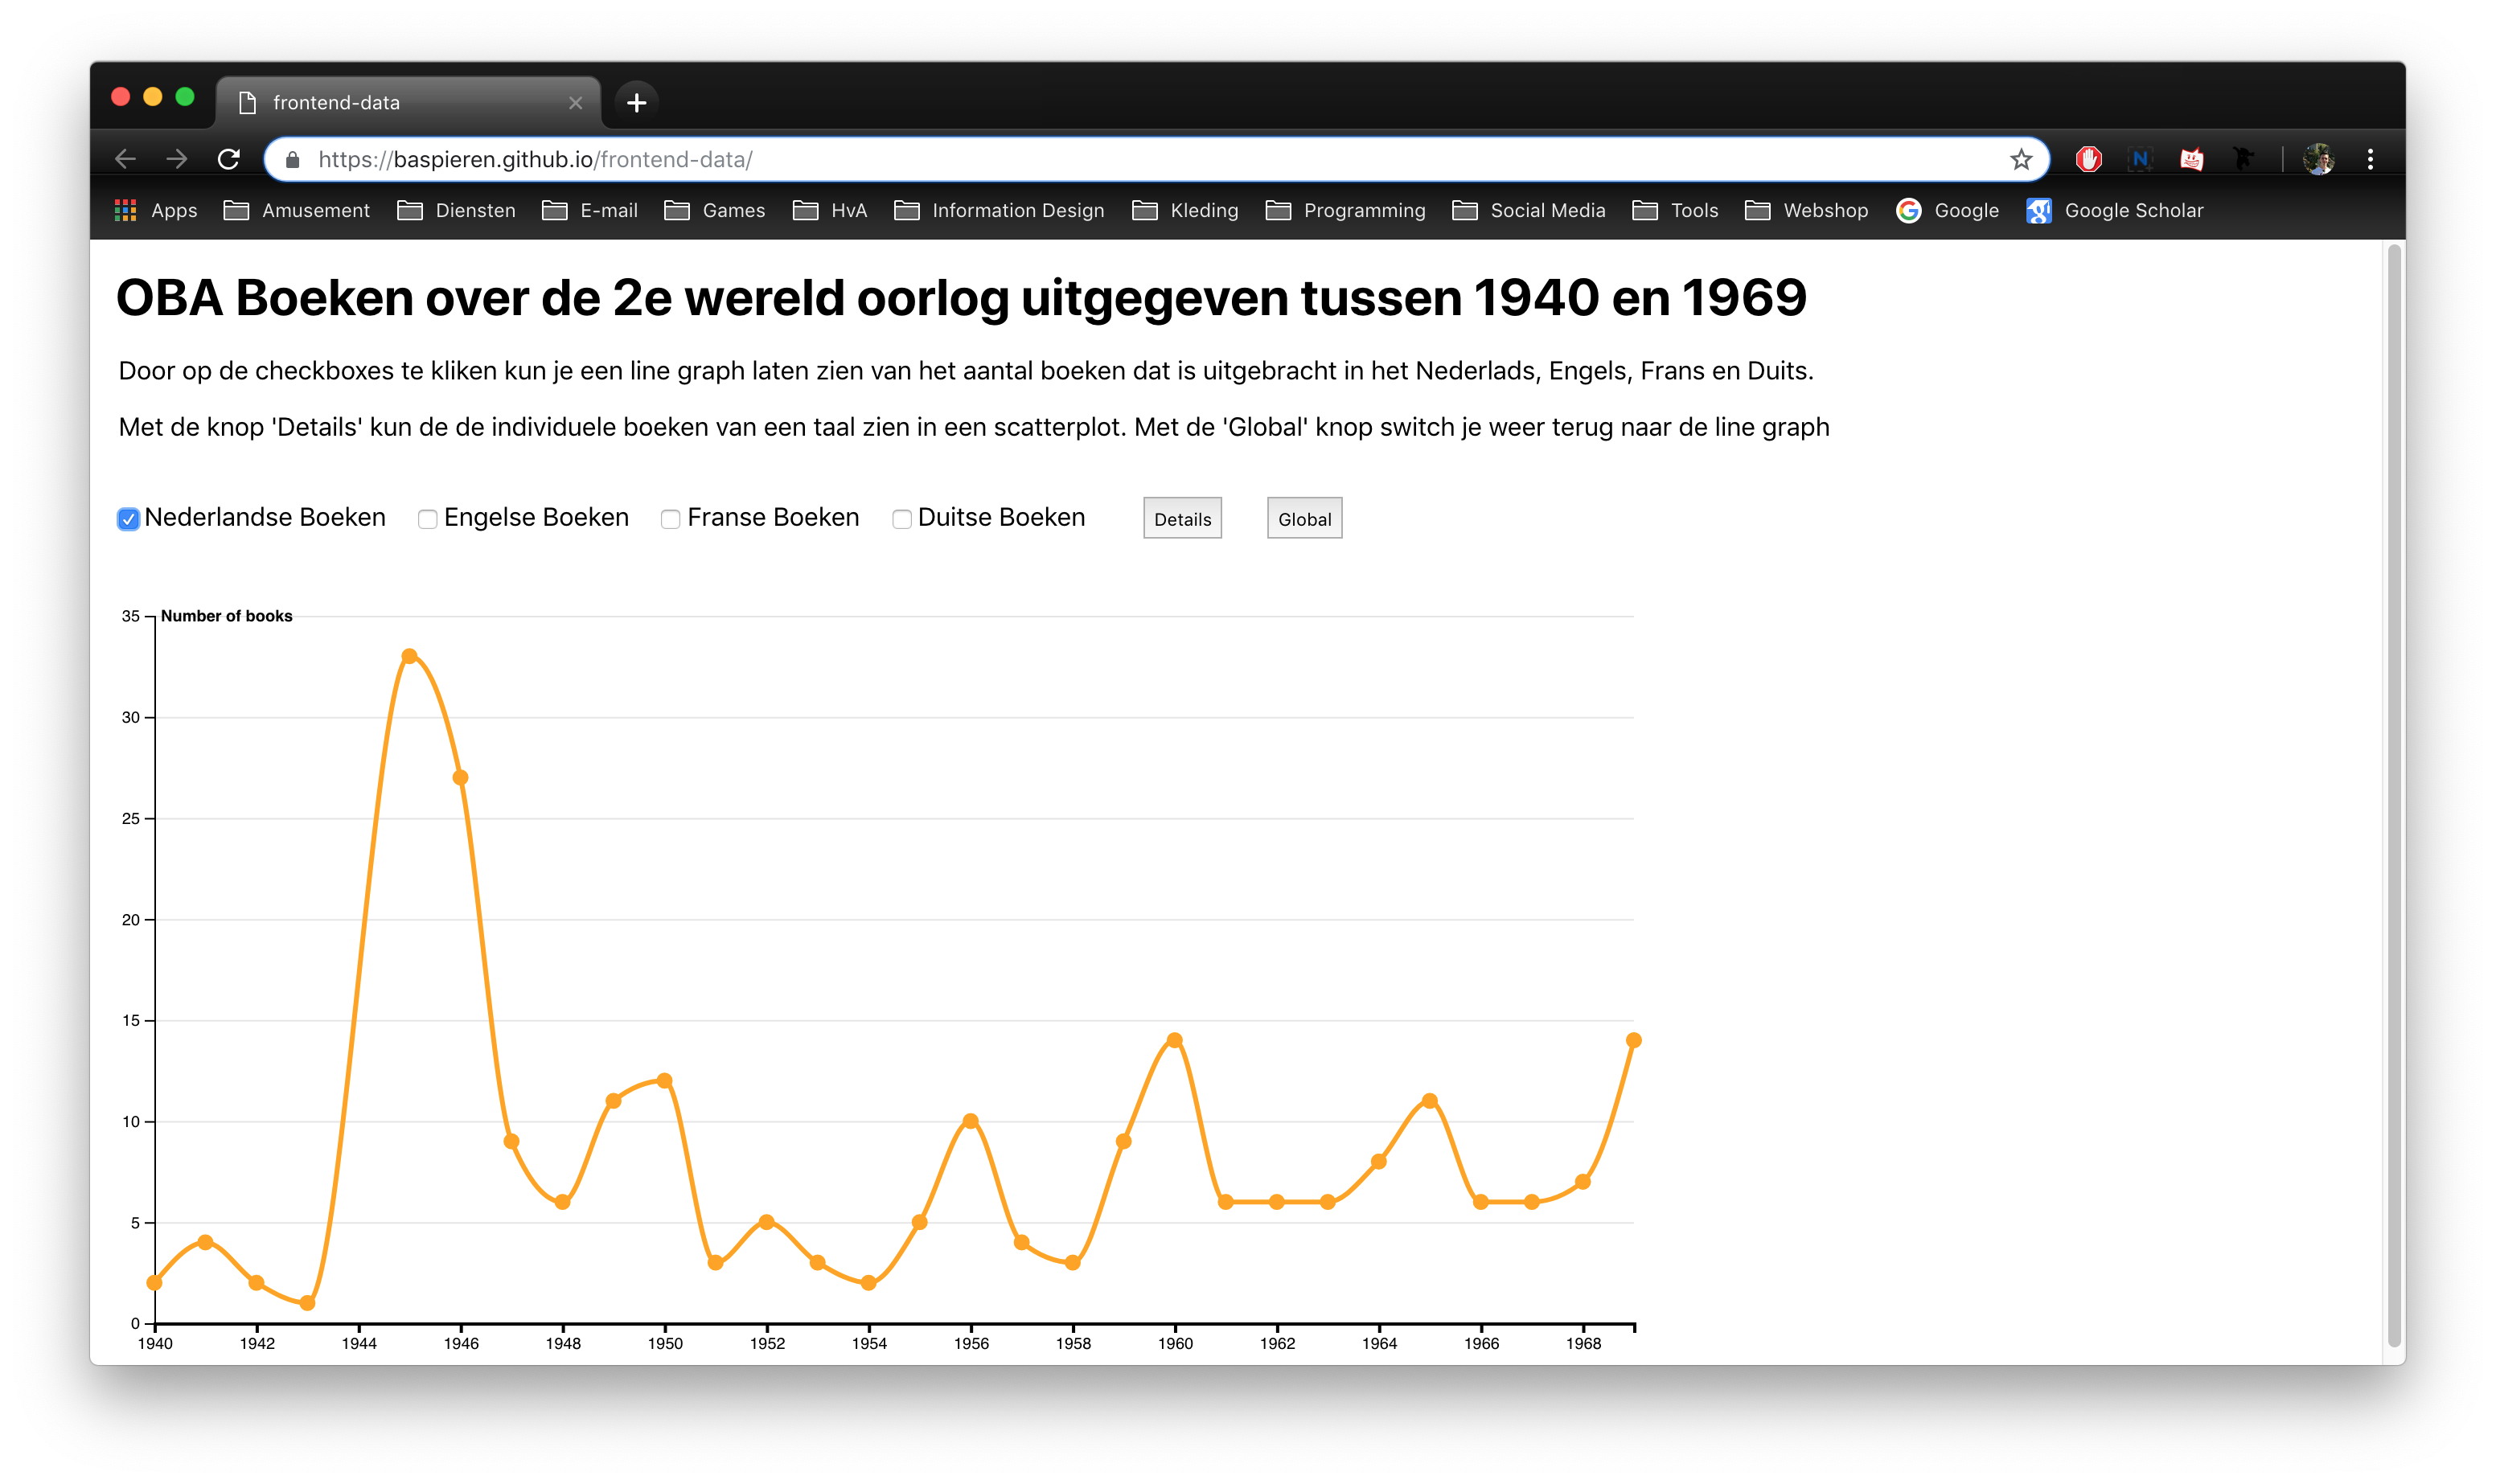 frontend-data
https://baspieren.github.io/frontend-data/
Apps Amusement Diensten E-mail Games HvA Information Design Kleding Programming Social Media Tools Webshop Google Google Scholar
OBA Boeken over de 2e wereld oorlog uitgegeven tussen 1940 en 1969
Door op de checkboxes te kliken kun je een line graph laten zien van het aantal boeken dat is uitgebracht in het Nederlads, Engels, Frans en Duits.
Met de knop 'Details' kun de de individuele boeken van een taal zien in een scatterplot. Met de 'Global' knop switch je weer terug naar de line graph
Nederlandse Boeken Engelse Boeken Franse Boeken Duitse Boeken Details Global
35 Number of books
30
25
20
15
10
5
0
1940 1942 1944 1946 1948 1950 1952 1954 1956 1958 1960 1962 1964 1966 1968